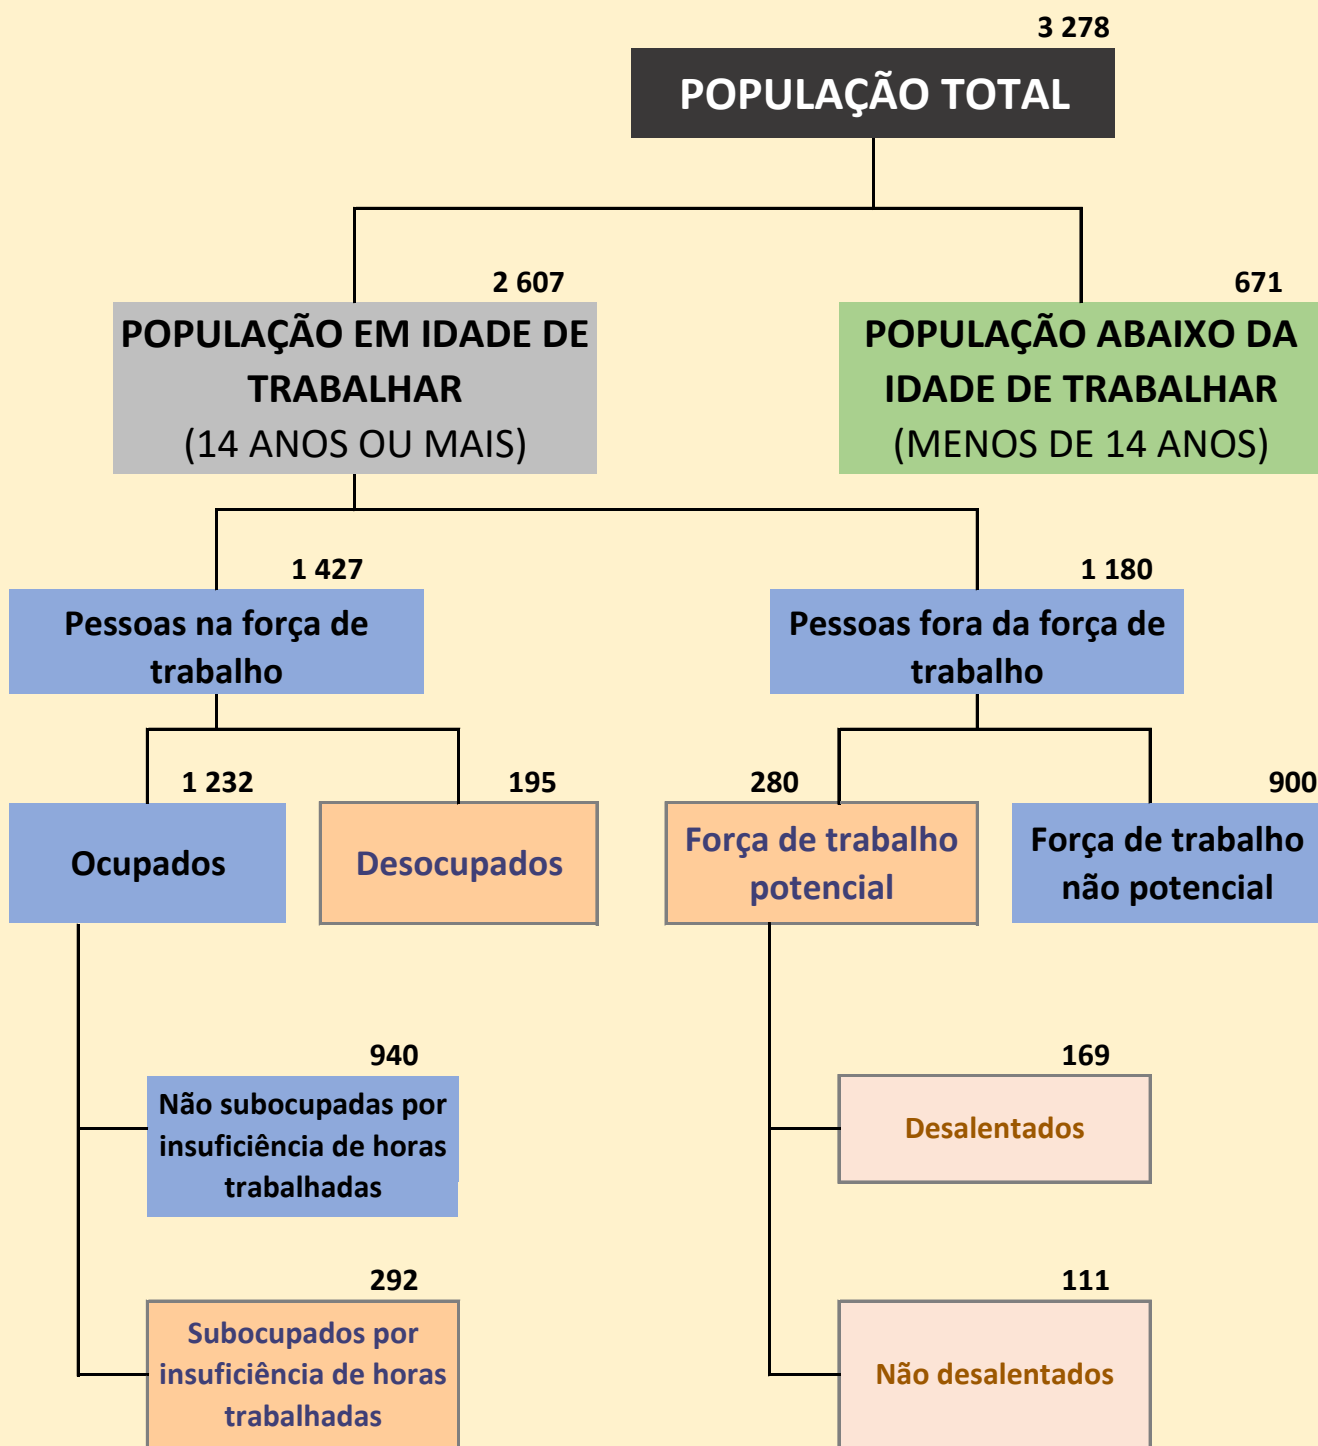 3 278
POPULAÇÃO TOTAL
2 607
POPULAÇÃO EM IDADE DE
TRABALHAR
(14 ANOS OU MAIS)
671
POPULAÇÃO ABAIXO DA
IDADE DE TRABALHAR
(MENOS DE 14 ANOS)
1 427
Pessoas na força de
trabalho
1 180
Pessoas fora da força de
trabalho
1 232
Ocupados
195
Desocupados
280
Força de trabalho
potencial
900
Força de trabalho
não potencial
940
Não subocupadas por
insuficiência de horas
trabalhadas
169
Desalentados
292
Subocupados por
insuficiência de horas
trabalhadas
111
Não desalentados